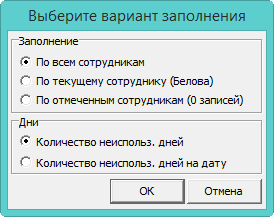 Выберите вариант заполнения
Заполнение
По всем сотрудникам
По текущему сотруднику (Белова)
По отмеченным сотрудникам (0 записей)
Дни
Количество неиспольз. дней
Количество неиспольз. дней на дату
ОК
Отмена